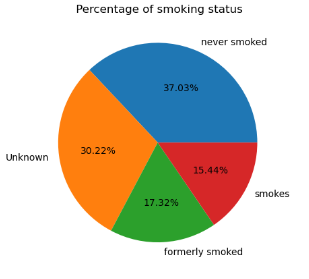 Percentage of smoking status
never smoked
37.03%
Unknown
30.22%
15.44%
smokes
17.32%
formerly smoked